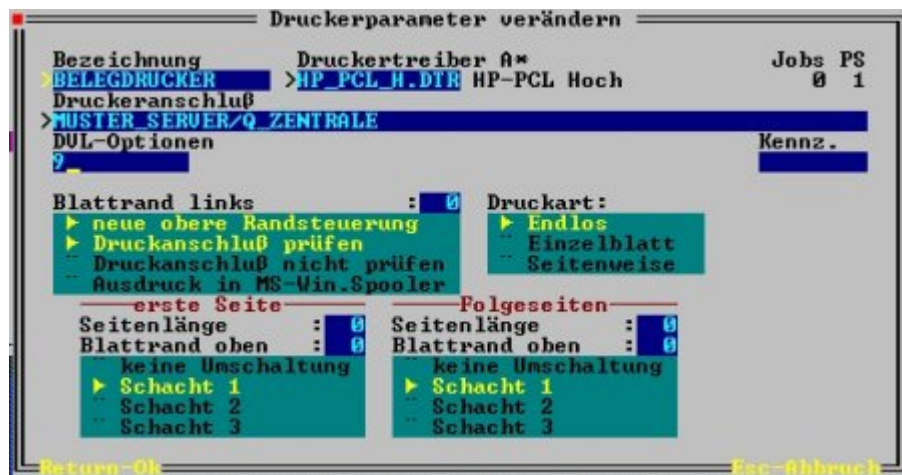 Druckerparameter verändern
Bezeichnung Druckertreiber A* Jobs PS
>BELEGDRUCKER >HP_PCL_H.DTR HP-PCL Hoch 0 1
Druckeranschluß
>MUSTER_SERVER/Q_ZENTRALE
DVL-Optionen Kennz.
9_
Blattrand links : 0 Druckart:
► neue obere Randsteuerung ► Endlos
► Druckanschluß prüfen ¨ Einzelblatt
¨ Druckanschluß nicht prüfen ¨ Seitenweise
¨ Ausdruck in MS-Win.Spooler
erste Seite Folgeseiten
Seitenlänge : 0 Seitenlänge : 0
Blattrand oben : 0 Blattrand oben : 0
¨ keine Umschaltung ¨ keine Umschaltung
► Schacht 1 ► Schacht 1
¨ Schacht 2 ¨ Schacht 2
¨ Schacht 3 ¨ Schacht 3
Return-Ok Esc-Abbruch